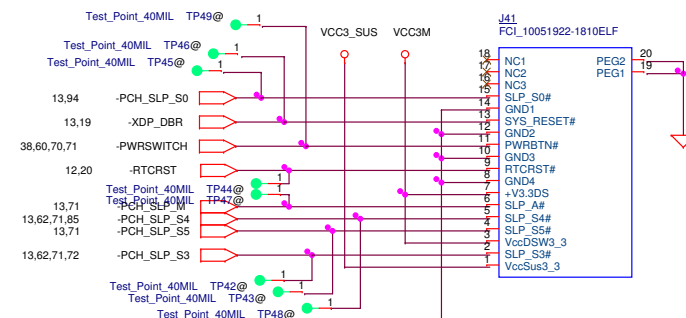 J41
FCI_10051922-1810ELF
Test_Point_40MIL TP49@ 1
VCC3_SUS VCC3M
Test_Point_40MIL TP46@ 1
Test_Point_40MIL TP45@ 1
18 NC1 PEG2 20
17 NC2 PEG1 19
16 NC3
13,94 -PCH_SLP_S0 15 SLP_S0#
14 GND1
13,19 -XDP_DBR 13 SYS_RESET#
12 GND2
38,60,70,71 -PWRSWITCH 11 PWRBTN#
10 GND3
12,20 -RTCRST 9 RTCRST#
8 GND4
Test_Point_40MIL TP44@ 1
7 +V3.3DS
Test_Point_40MIL TP47@ 1
13,71 -PCH_SLP_M 6 SLP_A#
13,62,71,85 -PCH_SLP_S4 5 SLP_S4#
13,71 -PCH_SLP_S5 4 SLP_S5#
3 VccDSW3_3
13,62,71,72 -PCH_SLP_S3 2 SLP_S3#
1 VccSus3_3
Test_Point_40MIL TP42@ 1
Test_Point_40MIL TP43@ 1
Test_Point_40MIL TP48@ 1